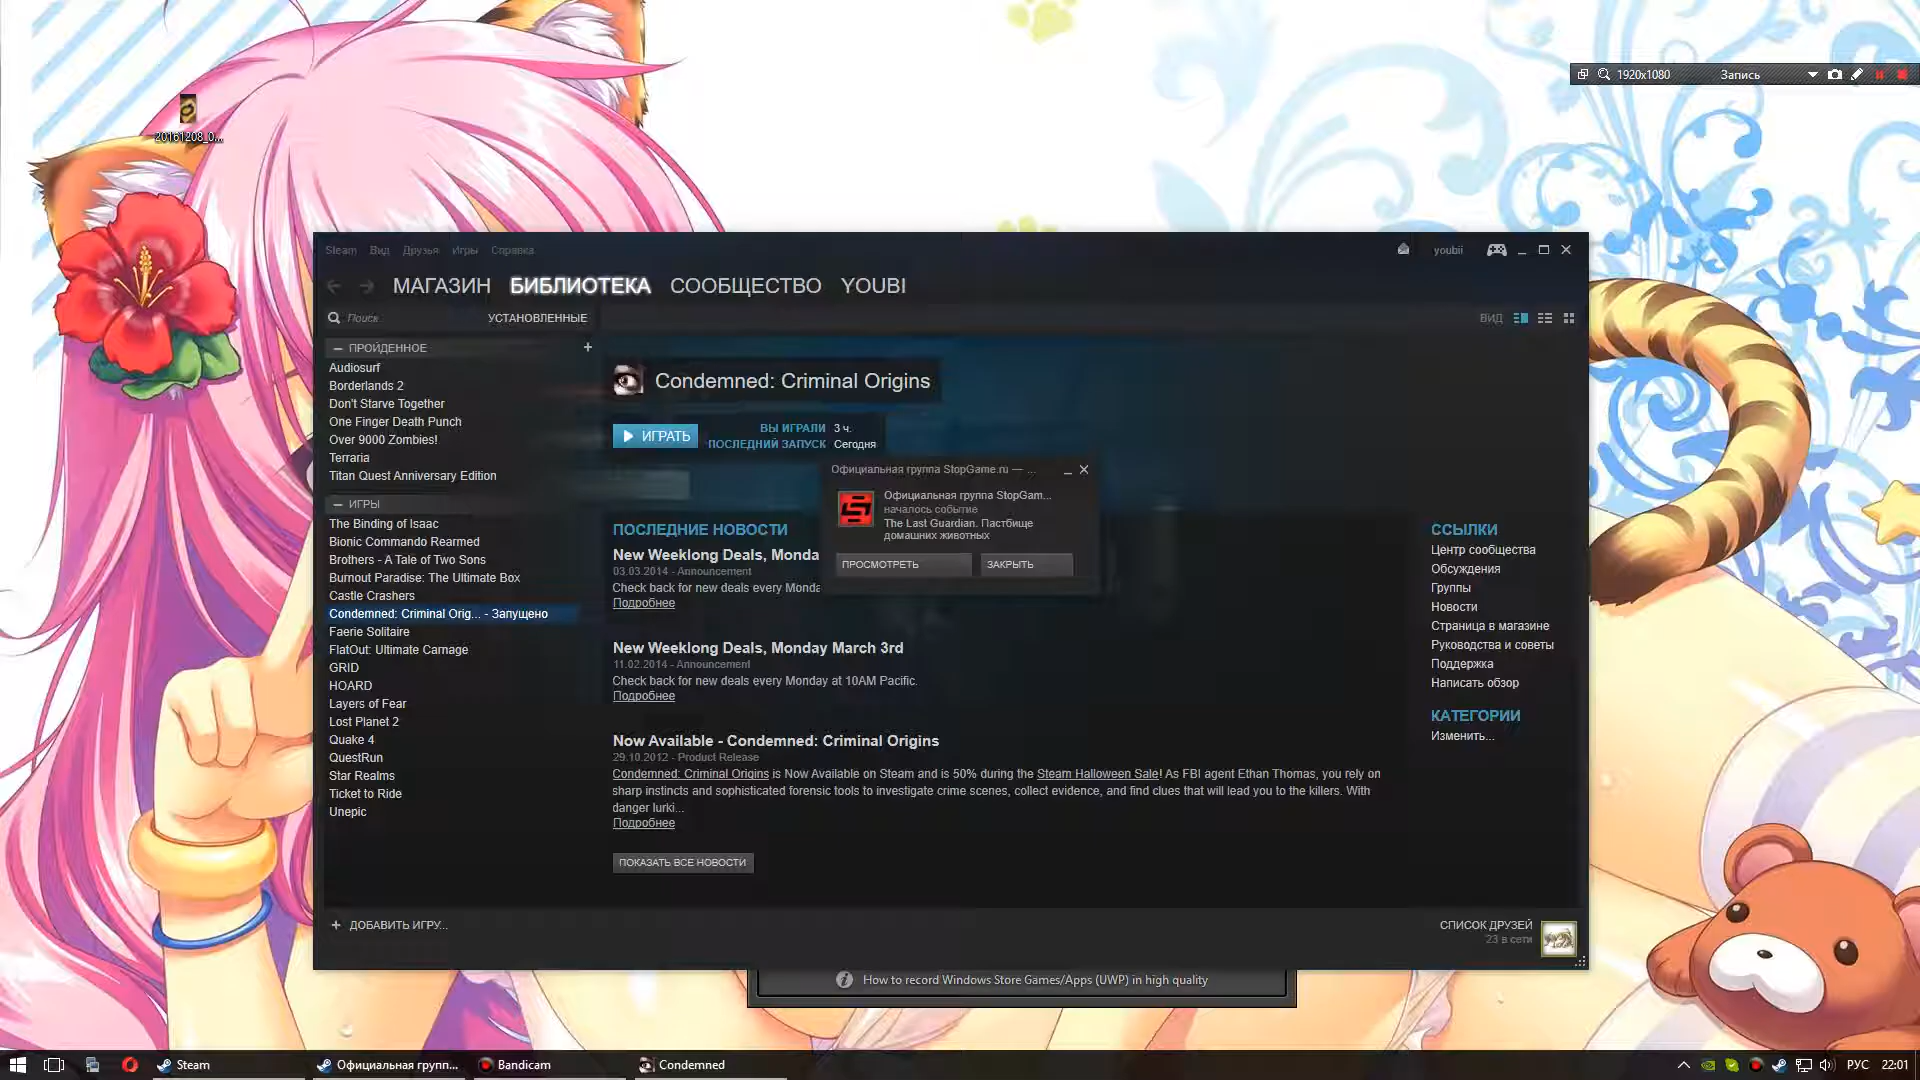 1920x1080 Запись
20161208_0...
Steam Вид Друзья Игры Справка youbii
МАГАЗИН БИБЛИОТЕКА СООБЩЕСТВО YOUBI
Поиск УСТАНОВЛЕННЫЕ ВИД
— ПРОЙДЕННОЕ +
Audiosurf
Borderlands 2
Don't Starve Together
One Finger Death Punch
Over 9000 Zombies!
Terraria
Titan Quest Anniversary Edition
— ИГРЫ
The Binding of Isaac
Bionic Commando Rearmed
Brothers - A Tale of Two Sons
Burnout Paradise: The Ultimate Box
Castle Crashers
Condemned: Criminal Orig... - Запущено
Faerie Solitaire
FlatOut: Ultimate Carnage
GRID
HOARD
Layers of Fear
Lost Planet 2
Quake 4
QuestRun
Star Realms
Ticket to Ride
Unepic
Condemned: Criminal Origins
ИГРАТЬ
ВЫ ИГРАЛИ 3 ч.
ПОСЛЕДНИЙ ЗАПУСК Сегодня
Официальная группа StopGame.ru — ...
Официальная группа StopGam...
началось событие
The Last Guardian. Пастбище
домашних животных
ПРОСМОТРЕТЬ ЗАКРЫТЬ
ПОСЛЕДНИЕ НОВОСТИ
New Weeklong Deals, Monda
03.03.2014 - Announcement
Check back for new deals every Monda
Подробнее
New Weeklong Deals, Monday March 3rd
11.02.2014 - Announcement
Check back for new deals every Monday at 10AM Pacific.
Подробнее
Now Available - Condemned: Criminal Origins
29.10.2012 - Product Release
Condemned: Criminal Origins is Now Available on Steam and is 50% during the Steam Halloween Sale! As FBI agent Ethan Thomas, you rely on
sharp instincts and sophisticated forensic tools to investigate crime scenes, collect evidence, and find clues that will lead you to the killers. With
danger lurki...
Подробнее
ПОКАЗАТЬ ВСЕ НОВОСТИ
ССЫЛКИ
Центр сообщества
Обсуждения
Группы
Новости
Страница в магазине
Руководства и советы
Поддержка
Написать обзор
КАТЕГОРИИ
Изменить...
+ ДОБАВИТЬ ИГРУ...
СПИСОК ДРУЗЕЙ
23 в сети
How to record Windows Store Games/Apps (UWP) in high quality
Steam Официальная групп... Bandicam Condemned РУС 22:01